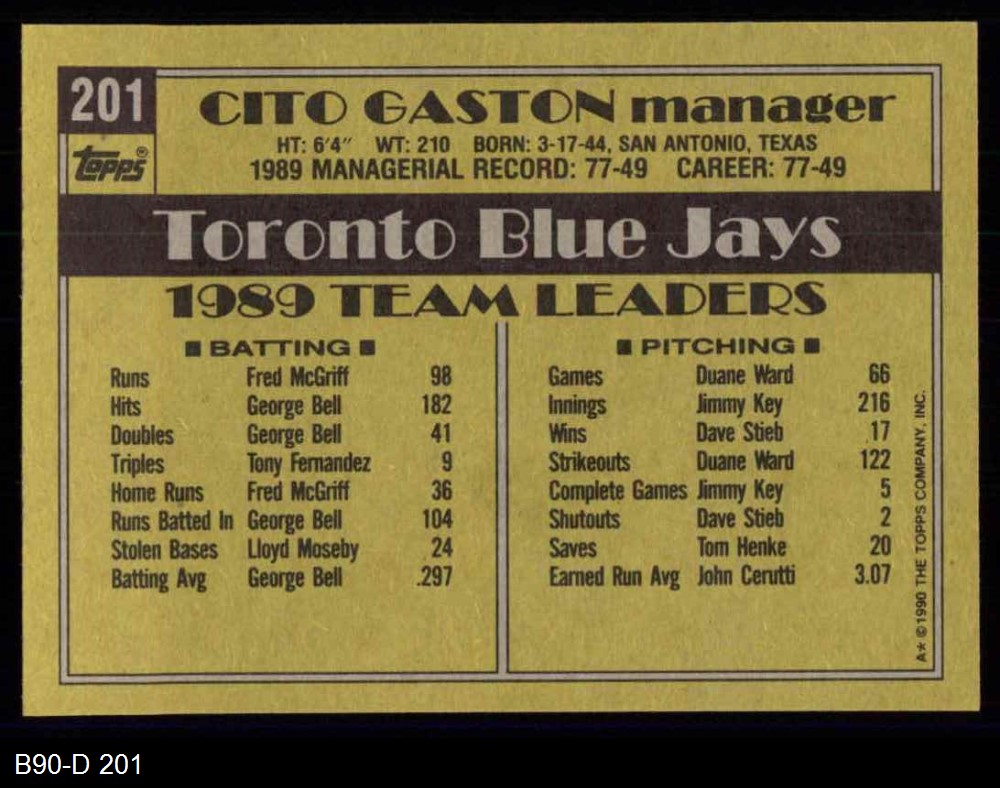 201
CITO GASTON manager
topps®
HT: 6'4" WT: 210 BORN: 3-17-44, SAN ANTONIO, TEXAS
1989 MANAGERIAL RECORD: 77-49 CAREER: 77-49
Toronto Blue Jays
1989 TEAM LEADERS
■ BATTING ■
Runs Fred McGriff 98
Hits George Bell 182
Doubles George Bell 41
Triples Tony Fernandez 9
Home Runs Fred McGriff 36
Runs Batted In George Bell 104
Stolen Bases Lloyd Moseby 24
Batting Avg George Bell .297
■ PITCHING ■
Games Duane Ward 66
Innings Jimmy Key 216
Wins Dave Stieb 17
Strikeouts Duane Ward 122
Complete Games Jimmy Key 5
Shutouts Dave Stieb 2
Saves Tom Henke 20
Earned Run Avg John Cerutti 3.07
A★ ©1990 THE TOPPS COMPANY, INC.
B90-D 201